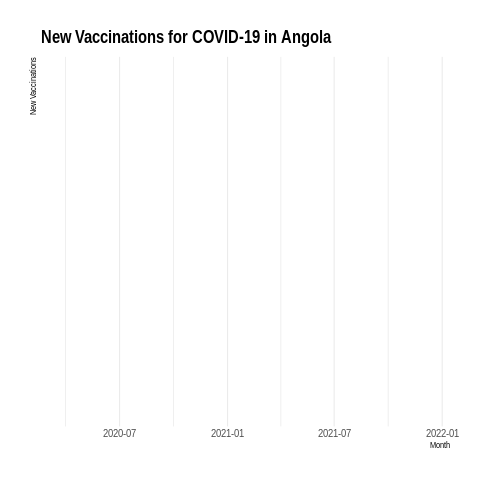 New Vaccinations for COVID-19 in Angola
New Vaccinations
2020-07 2021-01 2021-07 2022-01
Month